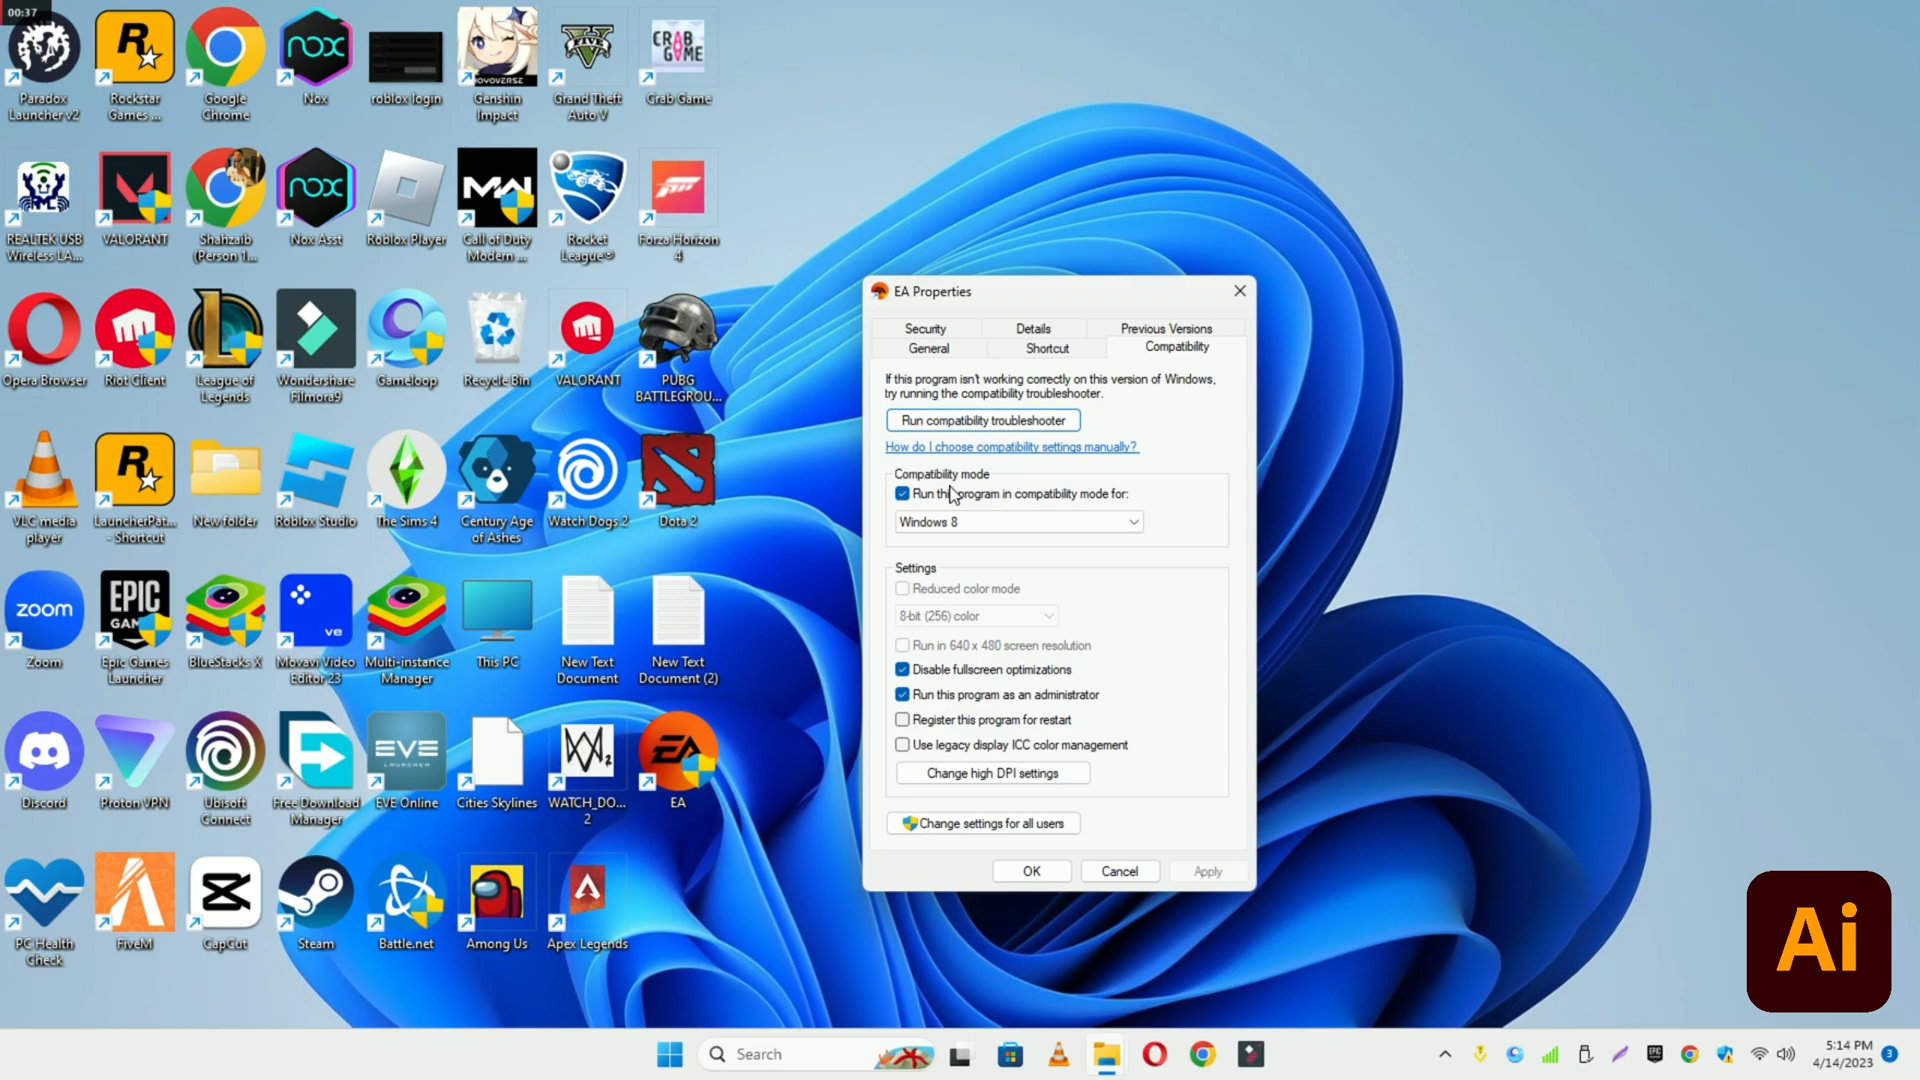 00:37
Paradox
Launcher v2
Rockstar
Games ...
Google
Chrome
Nox
roblox login
Genshin
Impact
Grand Theft
Auto V
Crab Game
REALTEK USB
Wireless LA...
VALORANT
Shahzaib
(Person 1...
Nox Asst
Roblox Player
Call of Duty
Modern ...
Rocket
League®
Forza Horizon
4
Opera Browser
Riot Client
League of
Legends
Wondershare
Filmora9
Gameloop
Recycle Bin
VALORANT
PUBG
BATTLEGROU...
VLC media
player
LauncherPat...
- Shortcut
New folder
Roblox Studio
The Sims 4
Century Age
of Ashes
Watch Dogs 2
Dota 2
Zoom
Epic Games
Launcher
BlueStacks X
Movavi Video
Editor 23
Multi-instance
Manager
This PC
New Text
Document
New Text
Document (2)
Discord
Proton VPN
Ubisoft
Connect
Free Download
Manager
EVE Online
Cities Skylines
WATCH_DO...
2
EA
PC Health
Check
FiveM
CapCut
Steam
Battle.net
Among Us
Apex Legends
EA Properties
Security
Details
Previous Versions
General
Shortcut
Compatibility
If this program isn't working correctly on this version of Windows,
try running the compatibility troubleshooter.
Run compatibility troubleshooter
How do I choose compatibility settings manually?
Compatibility mode
Run this program in compatibility mode for:
Windows 8
Settings
Reduced color mode
8-bit (256) color
Run in 640 x 480 screen resolution
Disable fullscreen optimizations
Run this program as an administrator
Register this program for restart
Use legacy display ICC color management
Change high DPI settings
Change settings for all users
OK
Cancel
Apply
Ai
Search
5:14 PM
4/14/2023
3